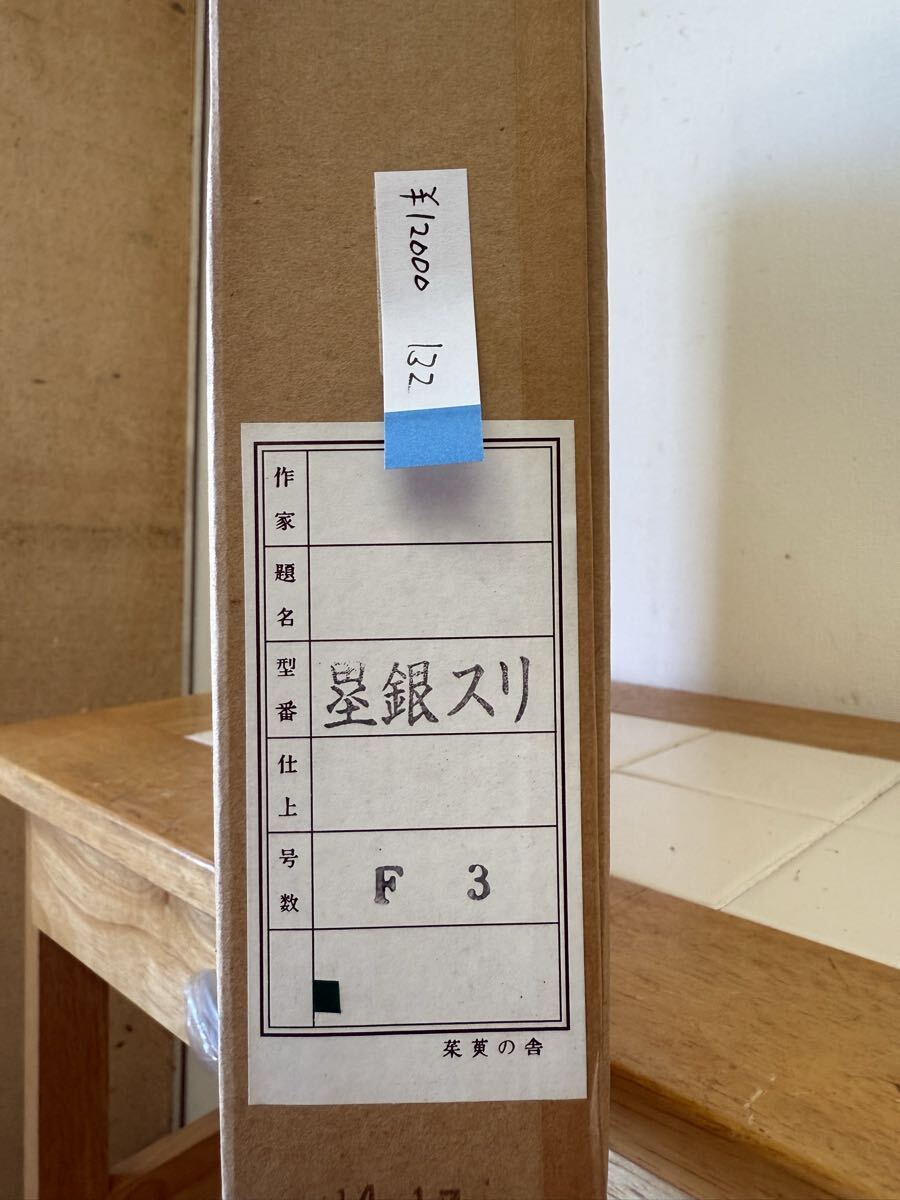 ¥12000 132
作家
題名
型番 墨銀スリ
仕上
号数 F 3
茱萸の舎